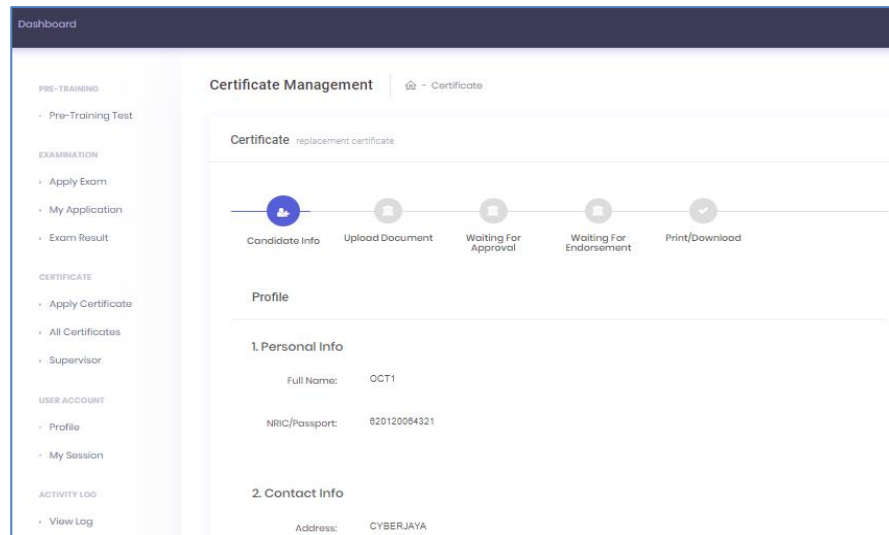 Dashboard
PRE-TRAINING
Pre-Training Test
EXAMINATION
Apply Exam
My Application
Exam Result
CERTIFICATE
Apply Certificate
All Certificates
Supervisor
USER ACCOUNT
Profile
My Session
ACTIVITY LOG
View Log
Certificate Management - Certificate
Certificate replacement certificate
Candidate Info
Upload Document
Waiting For
Approval
Waiting For
Endorsement
Print/Download
Profile
1. Personal Info
Full Name: OCT1
NRIC/Passport: 620120064321
2. Contact Info
Address: CYBERJAYA